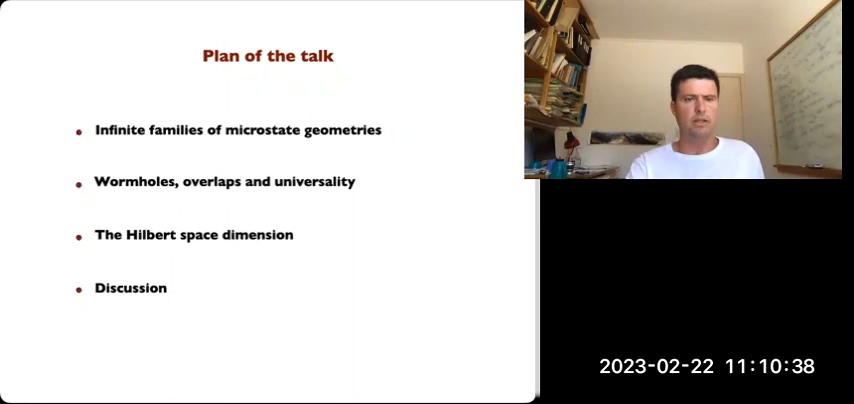 Plan of the talk
• Infinite families of microstate geometries
• Wormholes, overlaps and universality
• The Hilbert space dimension
• Discussion
2023-02-22 11:10:38